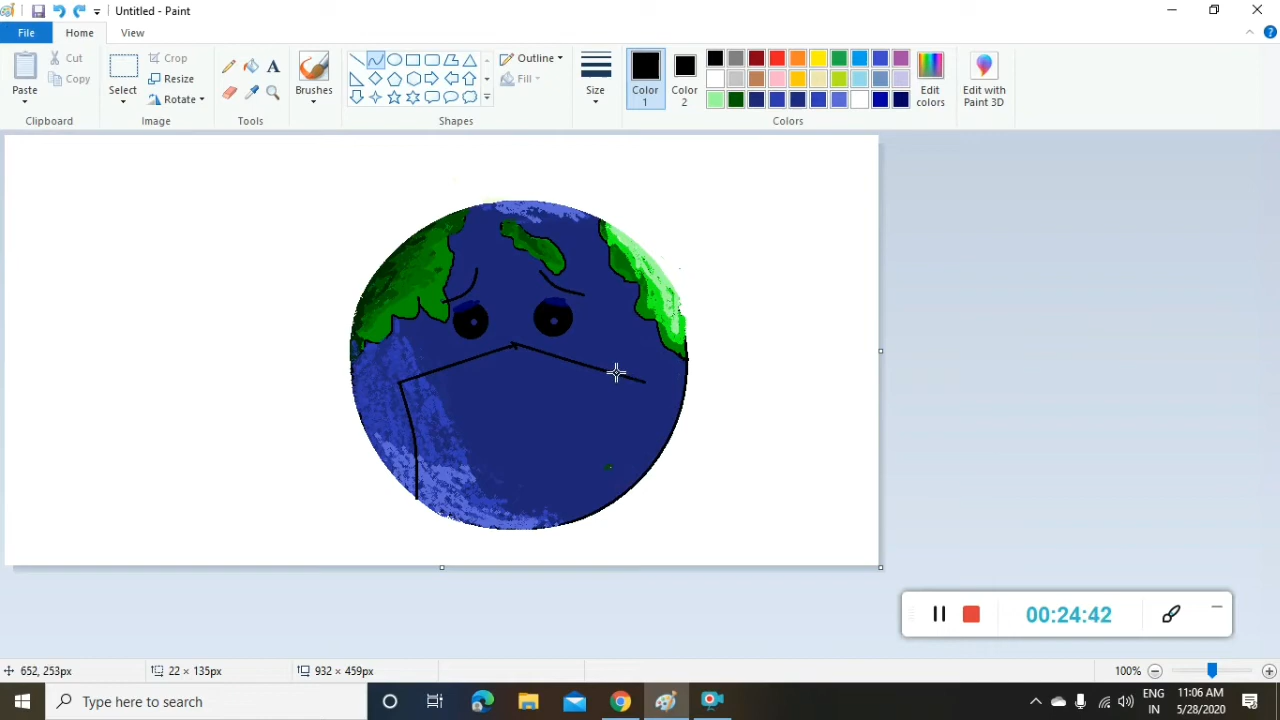 Untitled - Paint
File Home View
Paste
Cut
Copy
Clipboard
Select
Crop
Resize
Rotate
Image
Tools
Brushes
Shapes
Outline
Fill
Size
Color 1
Color 2
Edit colors
Colors
Edit with Paint 3D
00:24:42
652, 253px
22 × 135px
932 × 459px
100%
Type here to search
ENG
IN
11:06 AM
5/28/2020